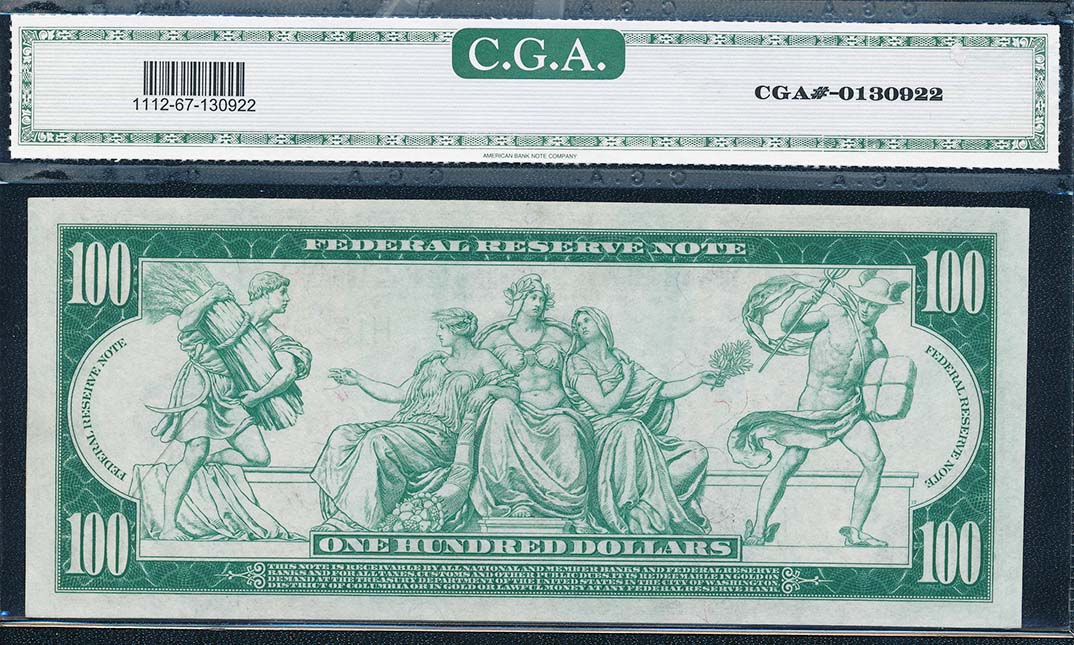 C.G.A.
1112-67-130922
CGA#-0130922
AMERICAN BANK NOTE COMPANY
C.G.A. C.G.A. C.G.A. C.G.A.
100 FEDERAL RESERVE NOTE 100
FEDERAL RESERVE NOTE
FEDERAL RESERVE NOTE
100 ONE HUNDRED DOLLARS 100
THIS NOTE IS RECEIVABLE BY ALL NATIONAL AND MEMBER BANKS AND FEDERAL RESERVE
BANKS AND FOR ALL TAXES, CUSTOMS AND OTHER PUBLIC DUES. IT IS REDEEMABLE IN GOLD ON
DEMAND AT THE TREASURY DEPARTMENT OF THE UNITED STATES IN THE CITY OF WASHINGTON,
DISTRICT OF COLUMBIA OR IN GOLD OR LAWFUL MONEY AT ANY FEDERAL RESERVE BANK.